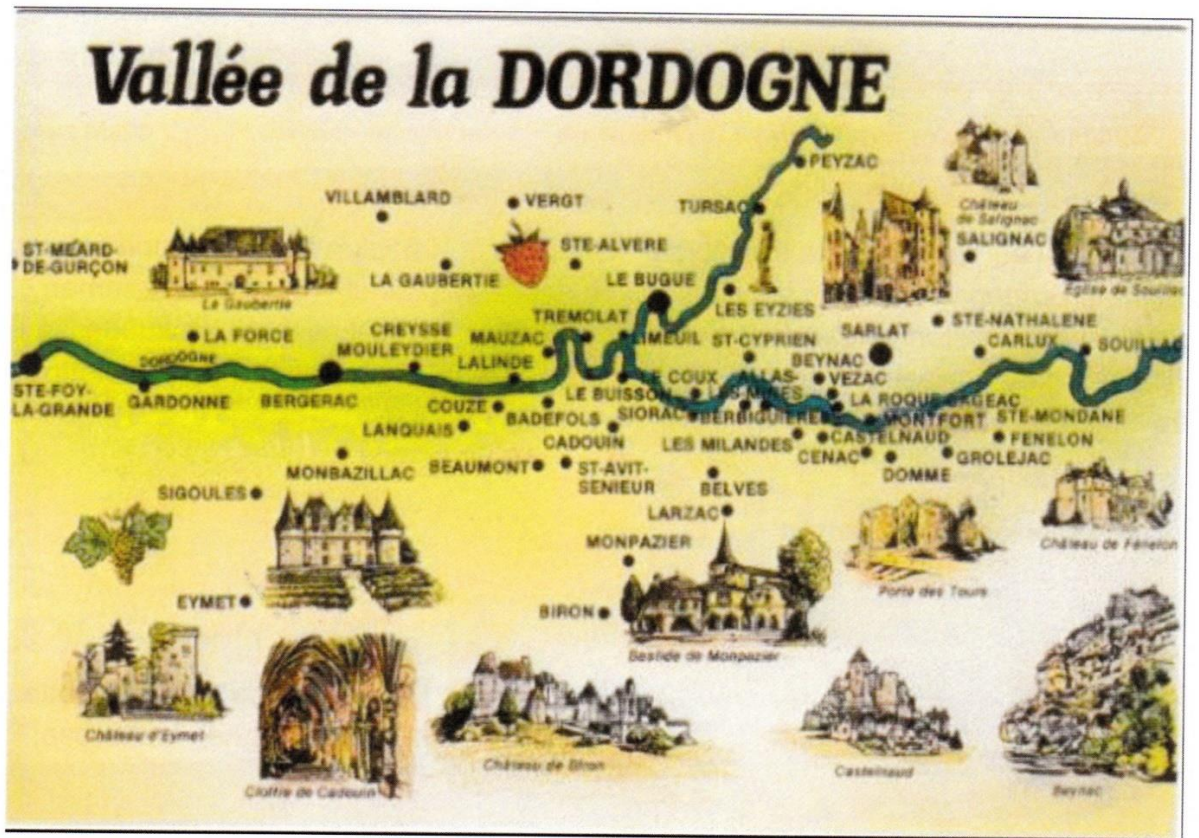 Vallée de la DORDOGNE
PEYZAC
VILLAMBLARD
VERGT
TURSAC
Château
de Salignac
SALIGNAC
ST-MÉARD-
DE-GURÇON
STE-ALVERE
LA GAUBERTIE
LE BUGUE
La Gaubertie
LES EYZIES
Eglise de Souillac
TREMOLAT
LA FORCE
CREYSSE
MAUZAC
LIMEUIL
ST-CYPRIEN
SARLAT
STE-NATHALENE
CARLUX
SOUILLAC
MOULEYDIER
LALINDE
BEYNAC
VEZAC
DORDOGNE
STE-FOY-
LA-GRANDE
GARDONNE
BERGERAC
LE BUISSON
LE COUX
ALLAS-
LES-MINES
LA ROQUE GAGEAC
COUZE
BADEFOLS
SIORAC
BERBIGUIERES
MONTFORT
STE-MONDANE
LANQUAIS
CADOUIN
LES MILANDES
CASTELNAUD
FENELON
CENAC
DOMME
GROLEJAC
MONBAZILLAC
BEAUMONT
ST-AVIT-
SENIEUR
BELVES
SIGOULES
LARZAC
MONPAZIER
Château de Fénelon
Porte des Tours
EYMET
BIRON
Bastide de Monpazier
Château d'Eymet
Cloître de Cadouin
Château de Biron
Castelnaud
Beynac